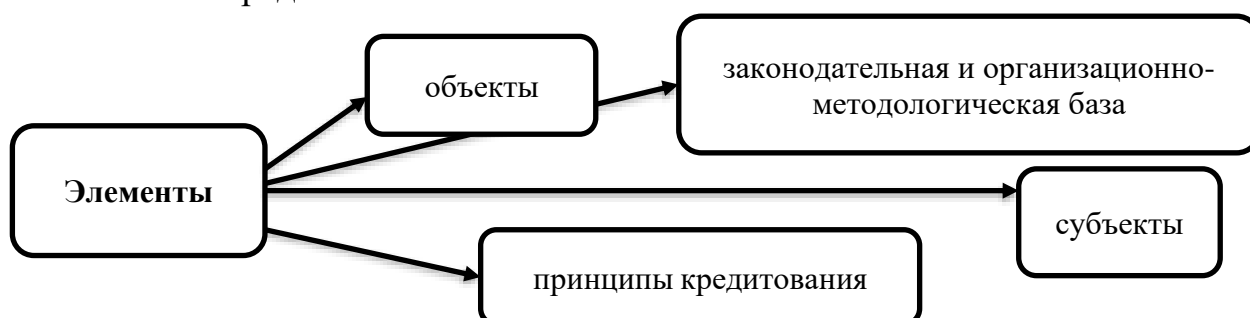 объекты
законодательная и организационно-
методологическая база
Элементы
субъекты
принципы кредитования